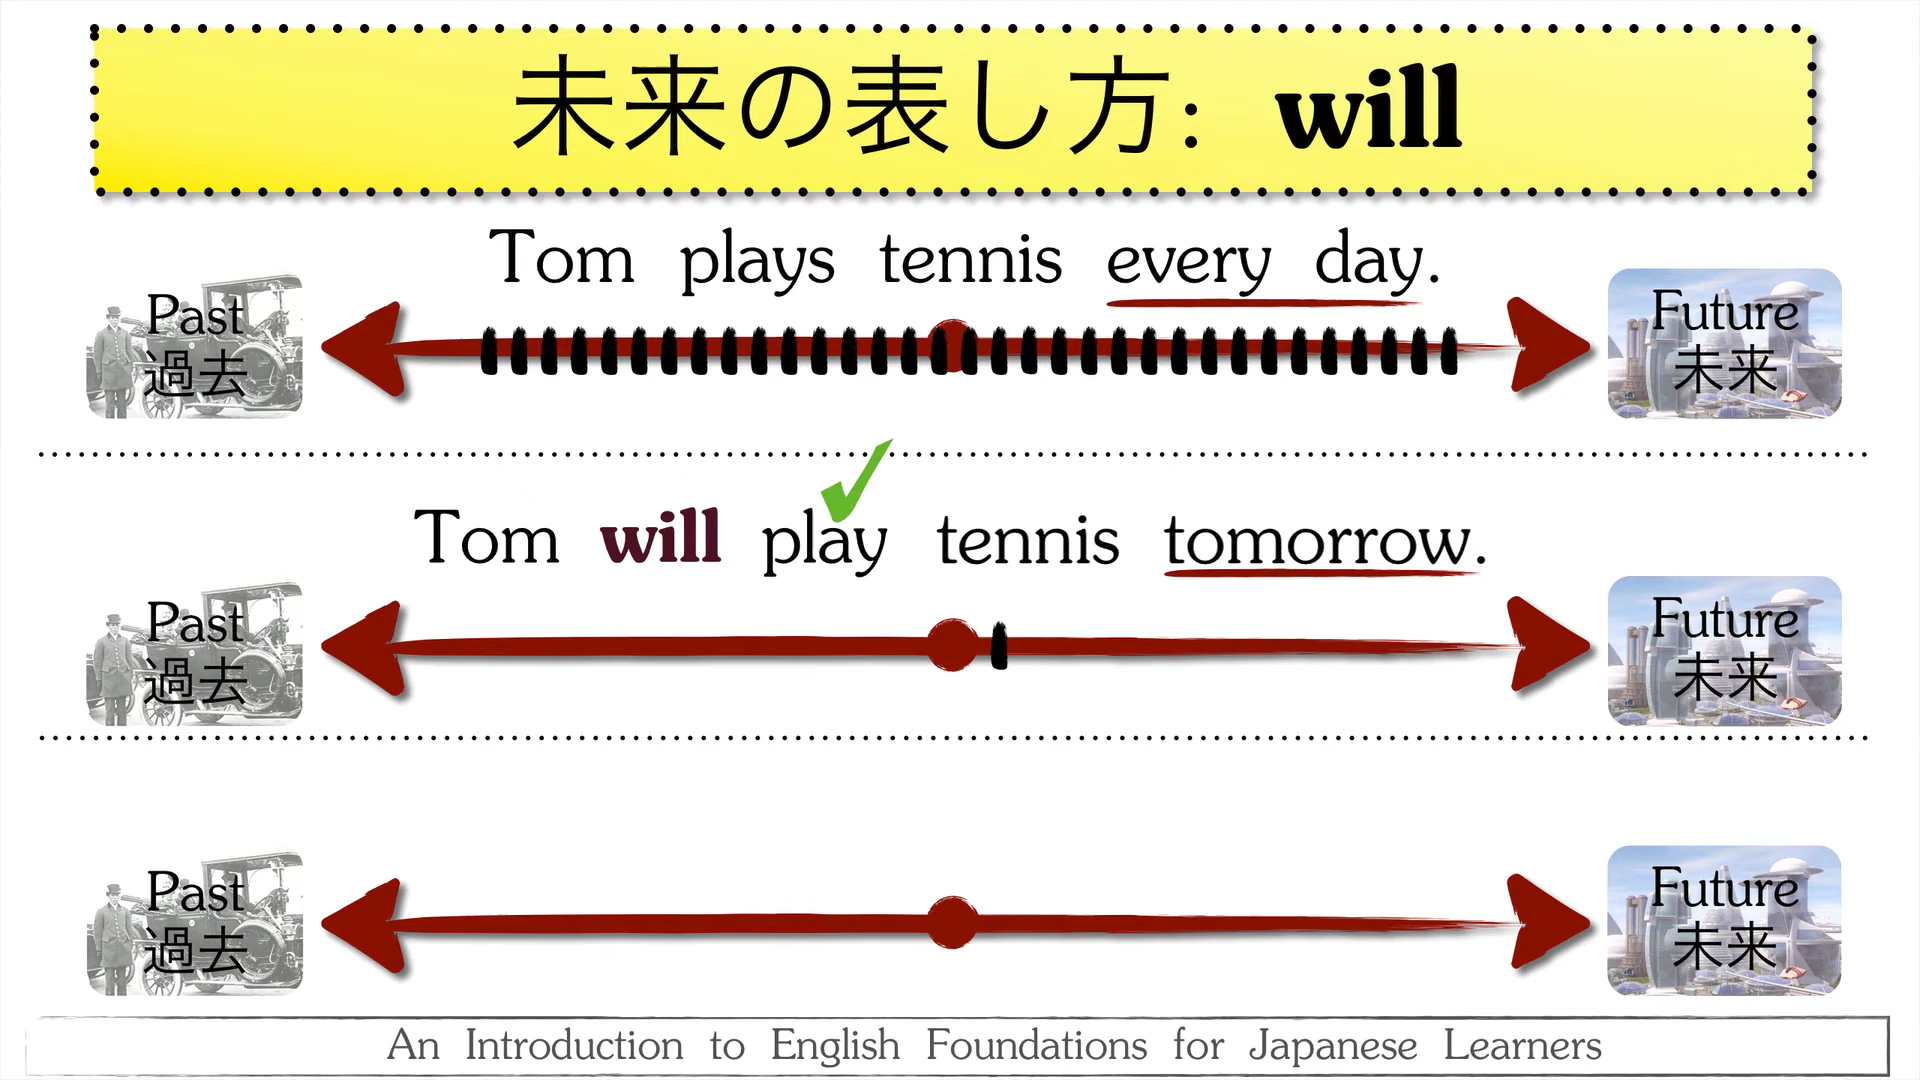 未来の表し方: will
Tom plays tennis every day.
Past
過去
Future
未来
Tom will play tennis tomorrow.
Past
過去
Future
未来
Past
過去
Future
未来
An Introduction to English Foundations for Japanese Learners